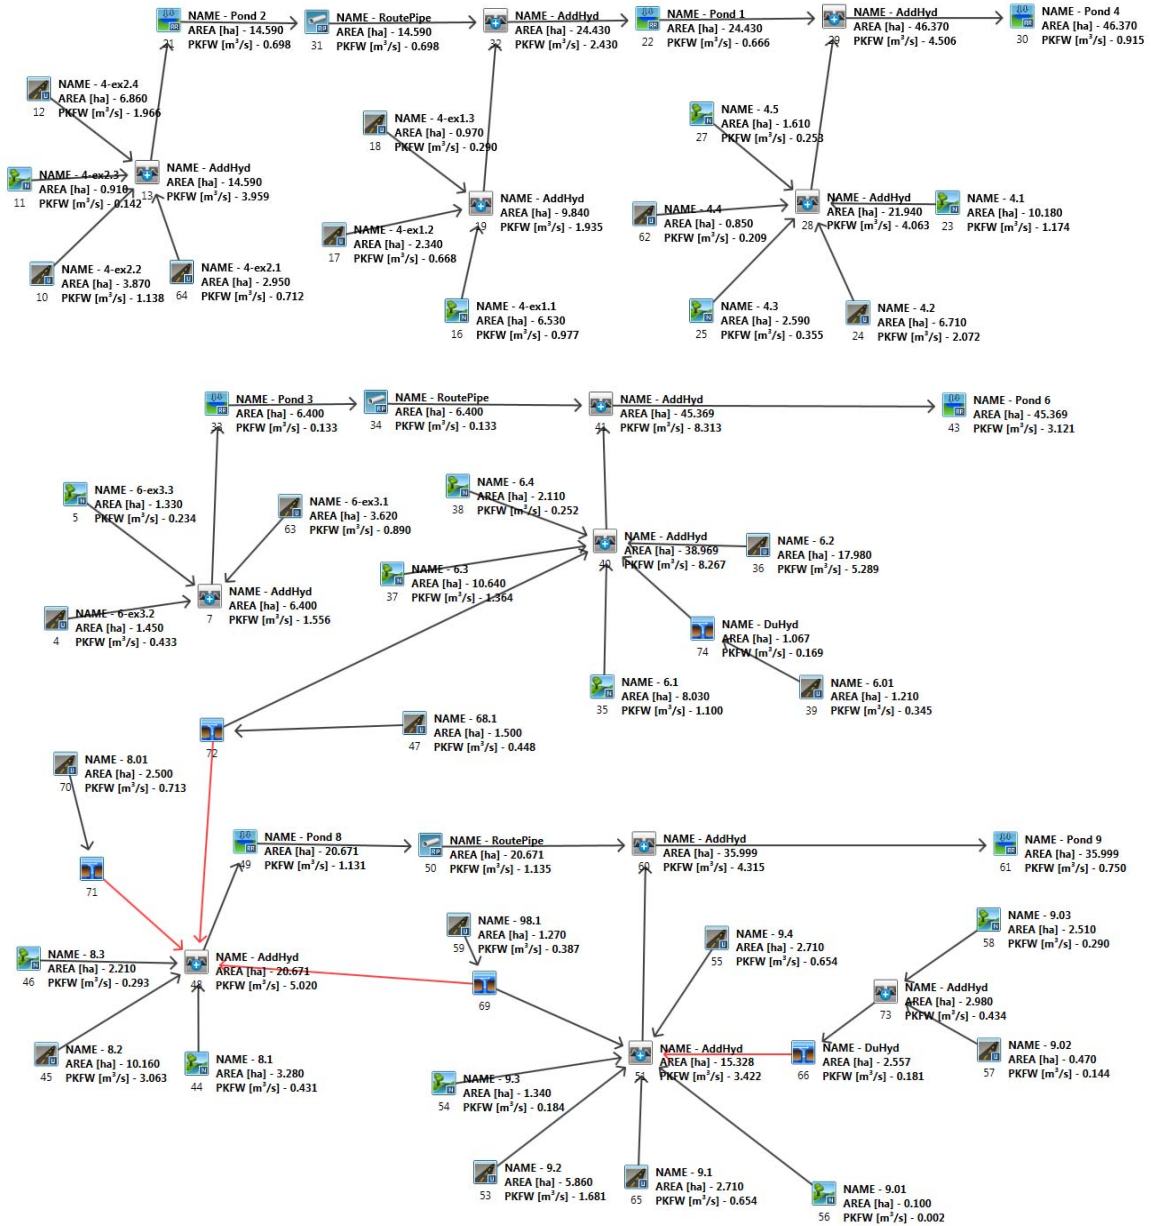 NAME - Pond 2
AREA [ha] - 14.590
PKFW [m³/s] - 0.698
21
NAME - RoutePipe
AREA [ha] - 14.590
PKFW [m³/s] - 0.698
31
NAME - AddHyd
AREA [ha] - 24.430
PKFW [m³/s] - 2.430
32
NAME - Pond 1
AREA [ha] - 24.430
PKFW [m³/s] - 0.666
22
NAME - AddHyd
AREA [ha] - 46.370
PKFW [m³/s] - 4.506
29
NAME - Pond 4
AREA [ha] - 46.370
PKFW [m³/s] - 0.915
30
NAME - 4-ex2.4
AREA [ha] - 6.860
PKFW [m³/s] - 1.966
12
NAME - 4-ex2.3
AREA [ha] - 0.910
PKFW [m³/s] - 0.142
11
NAME - AddHyd
AREA [ha] - 14.590
PKFW [m³/s] - 3.959
13
NAME - 4-ex2.2
AREA [ha] - 3.870
PKFW [m³/s] - 1.138
10
NAME - 4-ex2.1
AREA [ha] - 2.950
PKFW [m³/s] - 0.712
64
NAME - 4-ex1.3
AREA [ha] - 0.970
PKFW [m³/s] - 0.290
18
NAME - AddHyd
AREA [ha] - 9.840
PKFW [m³/s] - 1.935
19
NAME - 4-ex1.2
AREA [ha] - 2.340
PKFW [m³/s] - 0.668
17
NAME - 4-ex1.1
AREA [ha] - 6.530
PKFW [m³/s] - 0.977
16
NAME - 4.5
AREA [ha] - 1.610
PKFW [m³/s] - 0.253
27
NAME - 4.4
AREA [ha] - 0.850
PKFW [m³/s] - 0.209
62
NAME - AddHyd
AREA [ha] - 21.940
PKFW [m³/s] - 4.063
28
NAME - 4.1
AREA [ha] - 10.180
PKFW [m³/s] - 1.174
23
NAME - 4.3
AREA [ha] - 2.590
PKFW [m³/s] - 0.355
25
NAME - 4.2
AREA [ha] - 6.710
PKFW [m³/s] - 2.072
24
NAME - Pond 3
AREA [ha] - 6.400
PKFW [m³/s] - 0.133
33
NAME - RoutePipe
AREA [ha] - 6.400
PKFW [m³/s] - 0.133
34
NAME - AddHyd
AREA [ha] - 45.369
PKFW [m³/s] - 8.313
41
NAME - Pond 6
AREA [ha] - 45.369
PKFW [m³/s] - 3.121
43
NAME - 6-ex3.3
AREA [ha] - 1.330
PKFW [m³/s] - 0.234
5
NAME - 6-ex3.1
AREA [ha] - 3.620
PKFW [m³/s] - 0.890
63
NAME - 6-ex3.2
AREA [ha] - 1.450
PKFW [m³/s] - 0.433
4
NAME - AddHyd
AREA [ha] - 6.400
PKFW [m³/s] - 1.556
7
NAME - 6.4
AREA [ha] - 2.110
PKFW [m³/s] - 0.252
38
NAME - AddHyd
AREA [ha] - 38.969
PKFW [m³/s] - 8.267
40
NAME - 6.2
AREA [ha] - 17.980
PKFW [m³/s] - 5.289
36
NAME - 6.3
AREA [ha] - 10.640
PKFW [m³/s] - 1.364
37
NAME - DuHyd
AREA [ha] - 1.067
PKFW [m³/s] - 0.169
74
NAME - 6.1
AREA [ha] - 8.030
PKFW [m³/s] - 1.100
35
NAME - 6.01
AREA [ha] - 1.210
PKFW [m³/s] - 0.345
39
72
NAME - 68.1
AREA [ha] - 1.500
PKFW [m³/s] - 0.448
47
NAME - 8.01
AREA [ha] - 2.500
PKFW [m³/s] - 0.713
70
71
NAME - Pond 8
AREA [ha] - 20.671
PKFW [m³/s] - 1.131
49
NAME - RoutePipe
AREA [ha] - 20.671
PKFW [m³/s] - 1.135
50
NAME - AddHyd
AREA [ha] - 35.999
PKFW [m³/s] - 4.315
60
NAME - Pond 9
AREA [ha] - 35.999
PKFW [m³/s] - 0.750
61
NAME - 8.3
AREA [ha] - 2.210
PKFW [m³/s] - 0.293
46
NAME - AddHyd
AREA [ha] - 20.671
PKFW [m³/s] - 5.020
48
NAME - 98.1
AREA [ha] - 1.270
PKFW [m³/s] - 0.387
59
69
NAME - 9.4
AREA [ha] - 2.710
PKFW [m³/s] - 0.654
55
NAME - 9.03
AREA [ha] - 2.510
PKFW [m³/s] - 0.290
58
NAME - AddHyd
AREA [ha] - 2.980
PKFW [m³/s] - 0.434
73
NAME - 8.2
AREA [ha] - 10.160
PKFW [m³/s] - 3.063
45
NAME - 8.1
AREA [ha] - 3.280
PKFW [m³/s] - 0.431
44
NAME - AddHyd
AREA [ha] - 15.328
PKFW [m³/s] - 3.422
51
NAME - DuHyd
AREA [ha] - 2.557
PKFW [m³/s] - 0.181
66
NAME - 9.02
AREA [ha] - 0.470
PKFW [m³/s] - 0.144
57
NAME - 9.3
AREA [ha] - 1.340
PKFW [m³/s] - 0.184
54
NAME - 9.2
AREA [ha] - 5.860
PKFW [m³/s] - 1.681
53
NAME - 9.1
AREA [ha] - 2.710
PKFW [m³/s] - 0.654
65
NAME - 9.01
AREA [ha] - 0.100
PKFW [m³/s] - 0.002
56